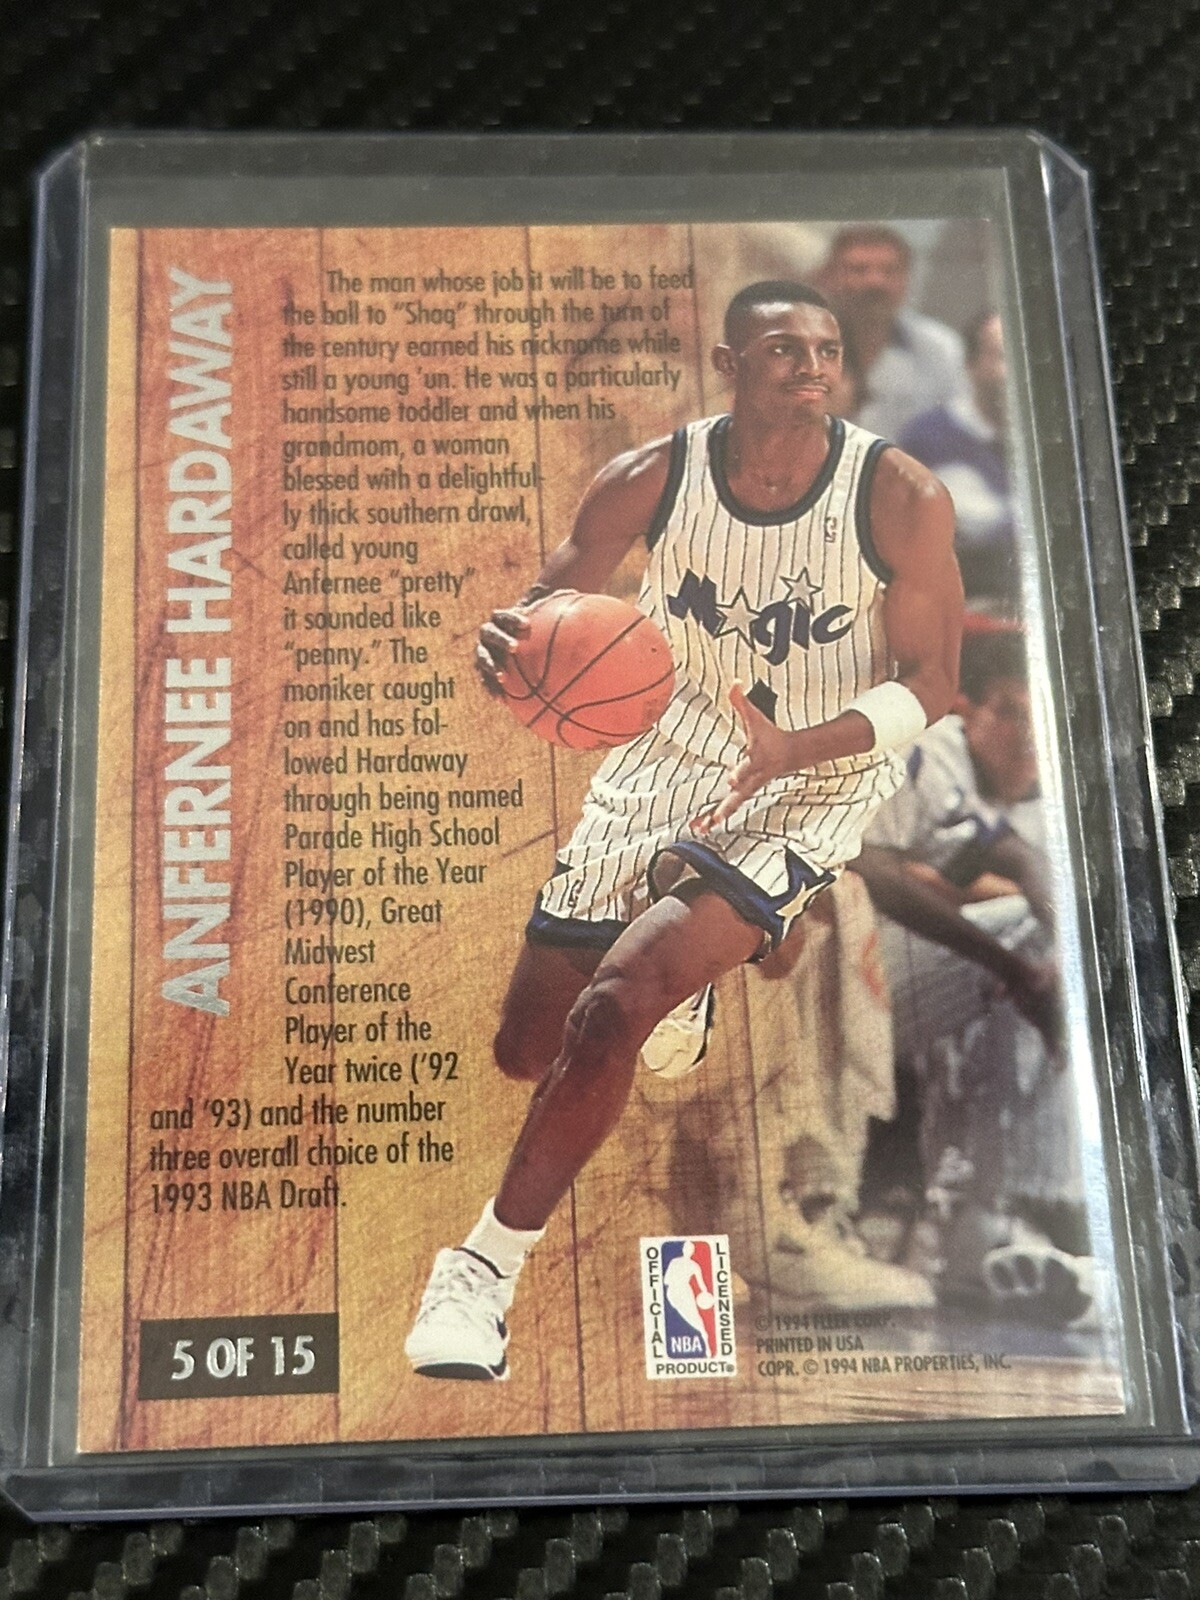 ANFERNEE HARDAWAY
The man whose job it will be to feed
the ball to "Shaq" through the turn of
the century earned his nickname while
still a young 'un. He was a particularly
handsome toddler and when his
grandmom, a woman
blessed with a delightful-
ly thick southern drawl,
called young
Anfernee "pretty"
it sounded like
"penny." The
moniker caught
on and has fol-
lowed Hardaway
through being named
Parade High School
Player of the Year
(1990), Great
Midwest
Conference
Player of the
Year twice ('92
and '93) and the number
three overall choice of the
1993 NBA Draft.
Magic
5 OF 15
OFFICIAL
LICENSED
NBA
PRODUCT®
© 1994 FLEER CORP.
PRINTED IN USA
COPR. © 1994 NBA PROPERTIES, INC.